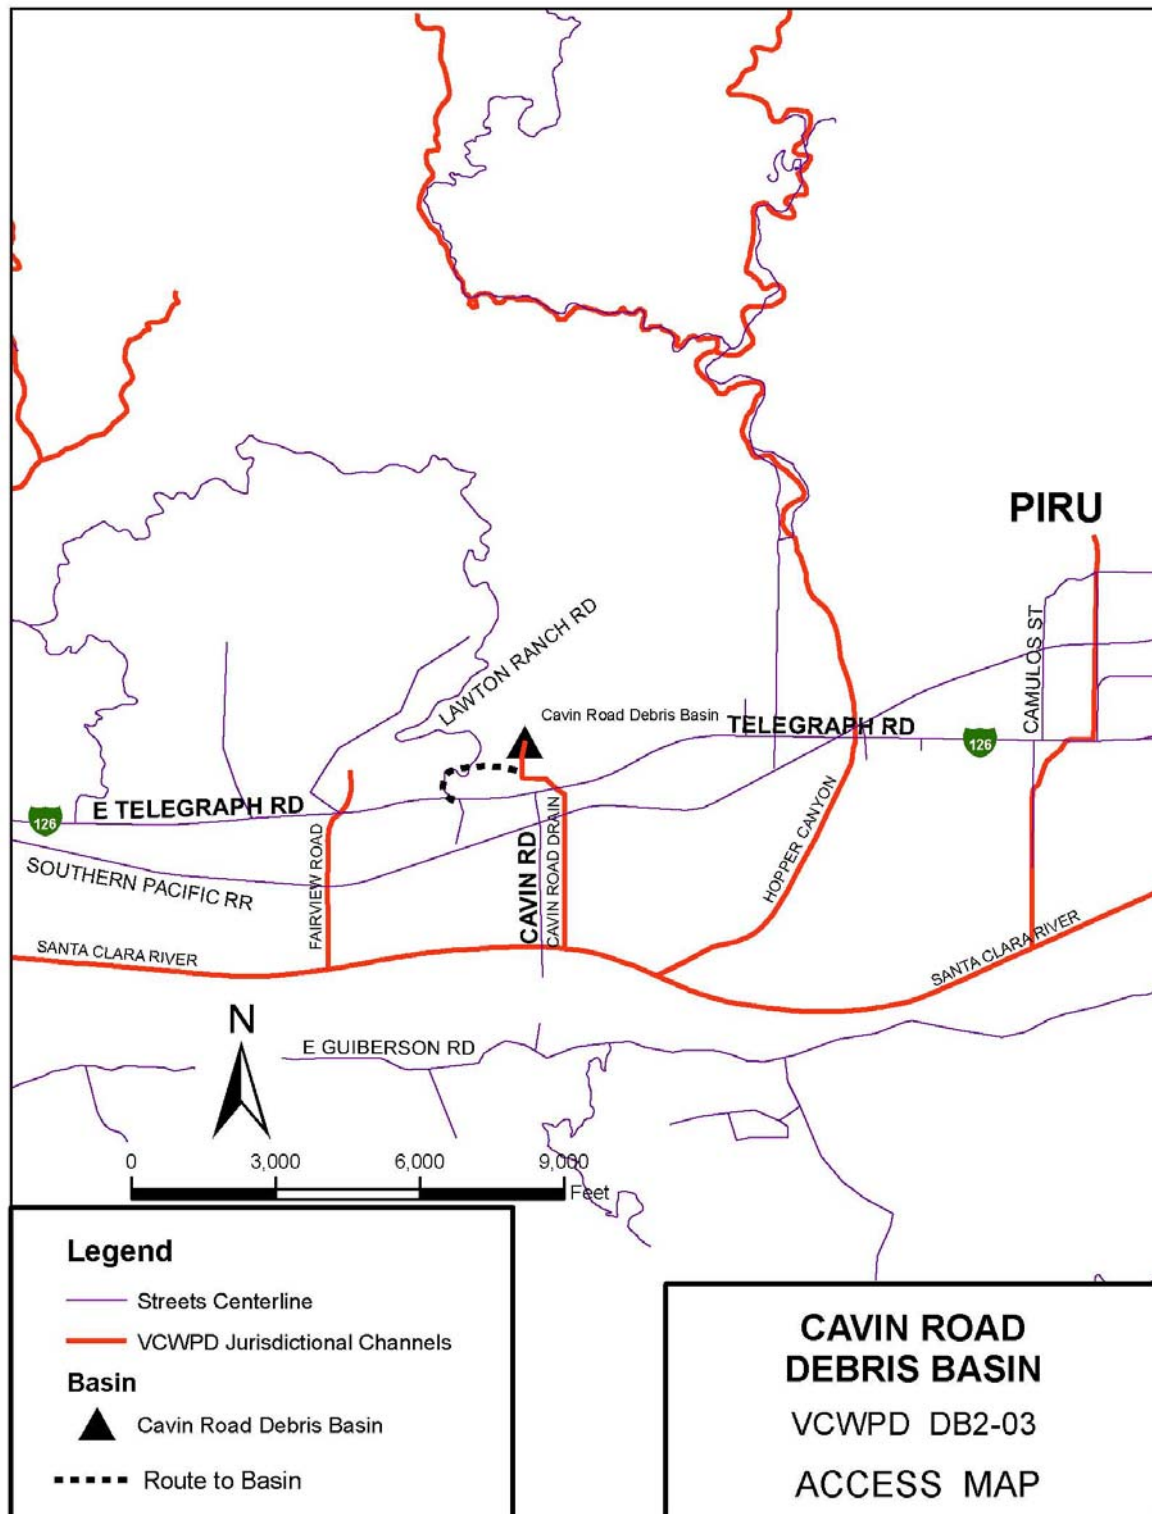 PIRU
LAWTON RANCH RD
CAMULOS ST
Cavin Road Debris Basin
TELEGRAPH RD
126
E TELEGRAPH RD
126
HOPPER CANYON
FAIRVIEW ROAD
CAVIN RD
CAVIN ROAD DRAIN
SOUTHERN PACIFIC RR
SANTA CLARA RIVER
SANTA CLARA RIVER
N
E GUIBERSON RD
0 3,000 6,000 9,000
Feet
Legend
Streets Centerline
VCWPD Jurisdictional Channels
Basin
Cavin Road Debris Basin
Route to Basin
CAVIN ROAD
DEBRIS BASIN
VCWPD DB2-03
ACCESS MAP